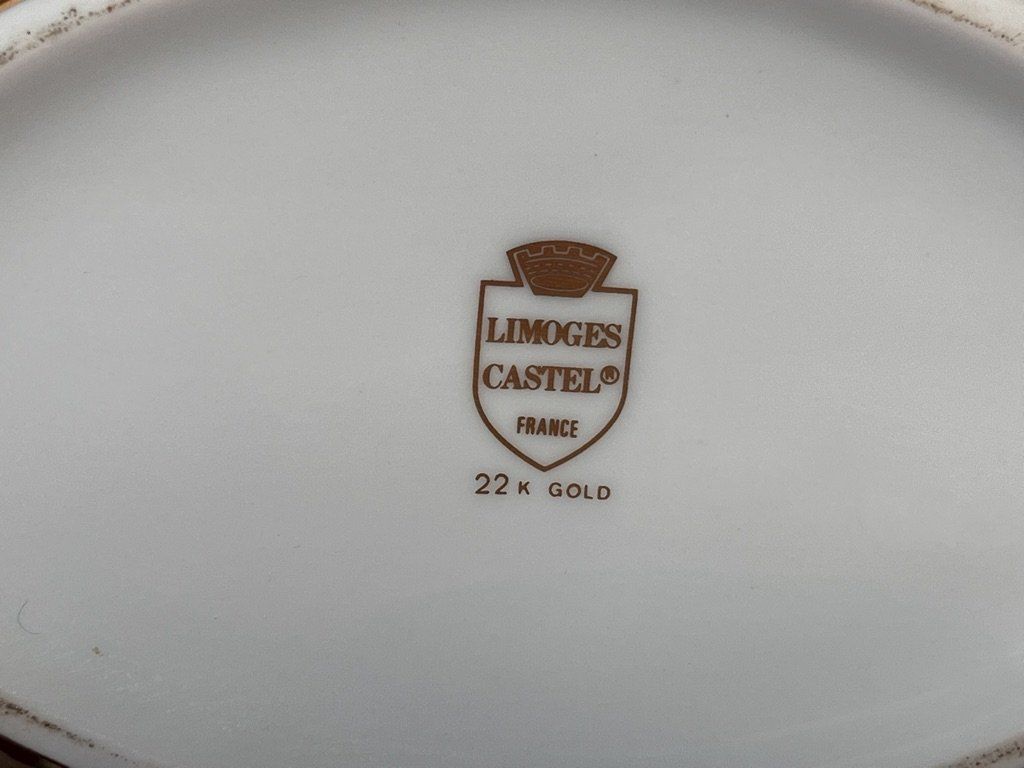 LIMOGES
CASTEL®
FRANCE
22 K GOLD